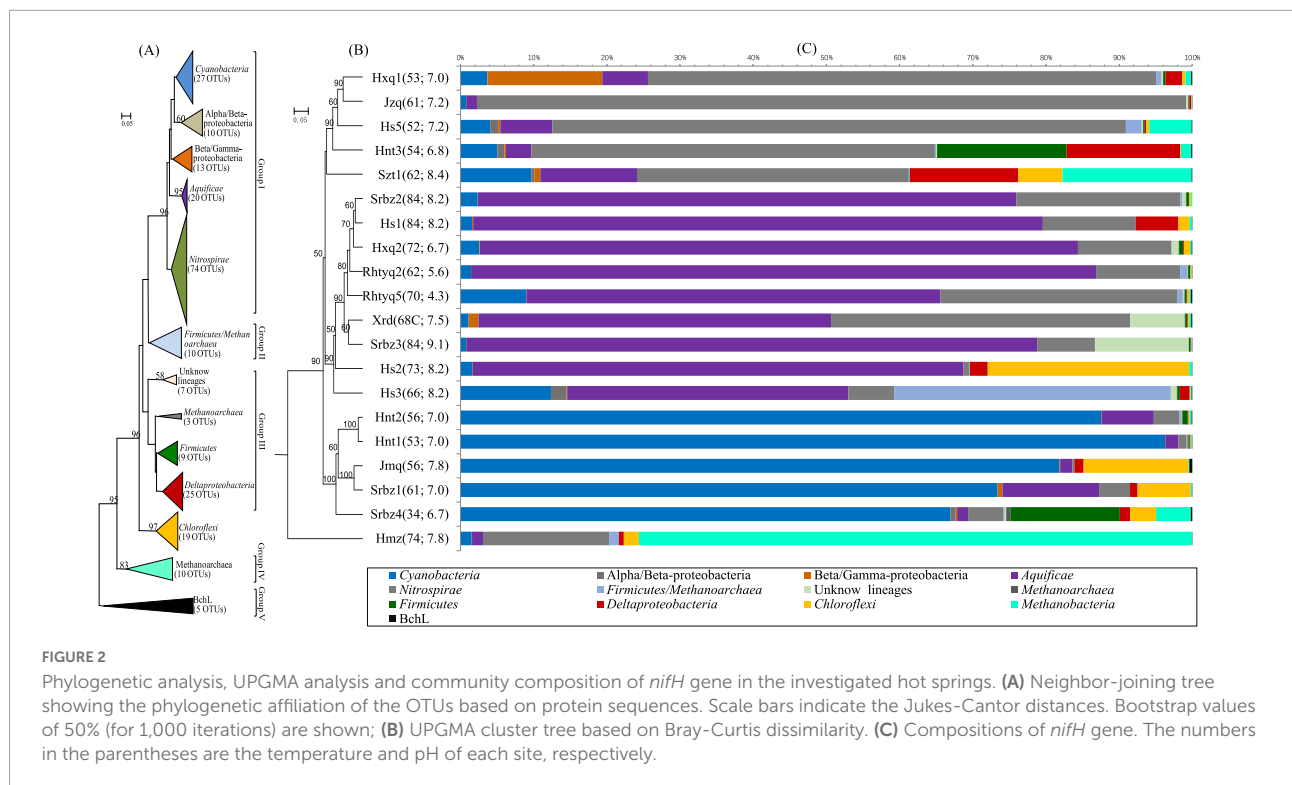 (A)
(B)
(C)
0% 10% 20% 30% 40% 50% 60% 70% 80% 90% 100%
0.05
0. 05
Cyanobacteria
(27 OTUs)
60
Alpha/Beta-
proteobacteria
(10 OTUs)
Beta/Gamma-
proteobacteria
(13 OTUs)
95
Aquificae
(20 OTUs)
96
Nitrospirae
(74 OTUs)
Group I
Firmicutes/Methan
oarchaea
(10 OTUs)
Group II
58
Unknow
lineages
(7 OTUs)
Methanoarchaea
(3 OTUs)
96
Firmicutes
(9 OTUs)
Deltaproteobacteria
(25 OTUs)
Group III
95
97
Chloroflexi
(19 OTUs)
83
Methanoarchaea
(10 OTUs)
Group IV
BchL
(5 OTUs)
Group V
90
60
90
60
70
50
80
90
60
50
90
90
100
60
100
100
Hxq1(53; 7.0)
Jzq(61; 7.2)
Hs5(52; 7.2)
Hnt3(54; 6.8)
Szt1(62; 8.4)
Srbz2(84; 8.2)
Hs1(84; 8.2)
Hxq2(72; 6.7)
Rhtyq2(62; 5.6)
Rhtyq5(70; 4.3)
Xrd(68C; 7.5)
Srbz3(84; 9.1)
Hs2(73; 8.2)
Hs3(66; 8.2)
Hnt2(56; 7.0)
Hnt1(53; 7.0)
Jmq(56; 7.8)
Srbz1(61; 7.0)
Srbz4(34; 6.7)
Hmz(74; 7.8)
Cyanobacteria Alpha/Beta-proteobacteria Beta/Gamma-proteobacteria Aquificae
Nitrospirae Firmicutes/Methanoarchaea Unknow lineages Methanoarchaea
Firmicutes Deltaproteobacteria Chloroflexi Methanobacteria
BchL
FIGURE 2
Phylogenetic analysis, UPGMA analysis and community composition of nifH gene in the investigated hot springs. (A) Neighbor-joining tree
showing the phylogenetic affiliation of the OTUs based on protein sequences. Scale bars indicate the Jukes-Cantor distances. Bootstrap values
of 50% (for 1,000 iterations) are shown; (B) UPGMA cluster tree based on Bray-Curtis dissimilarity. (C) Compositions of nifH gene. The numbers
in the parentheses are the temperature and pH of each site, respectively.